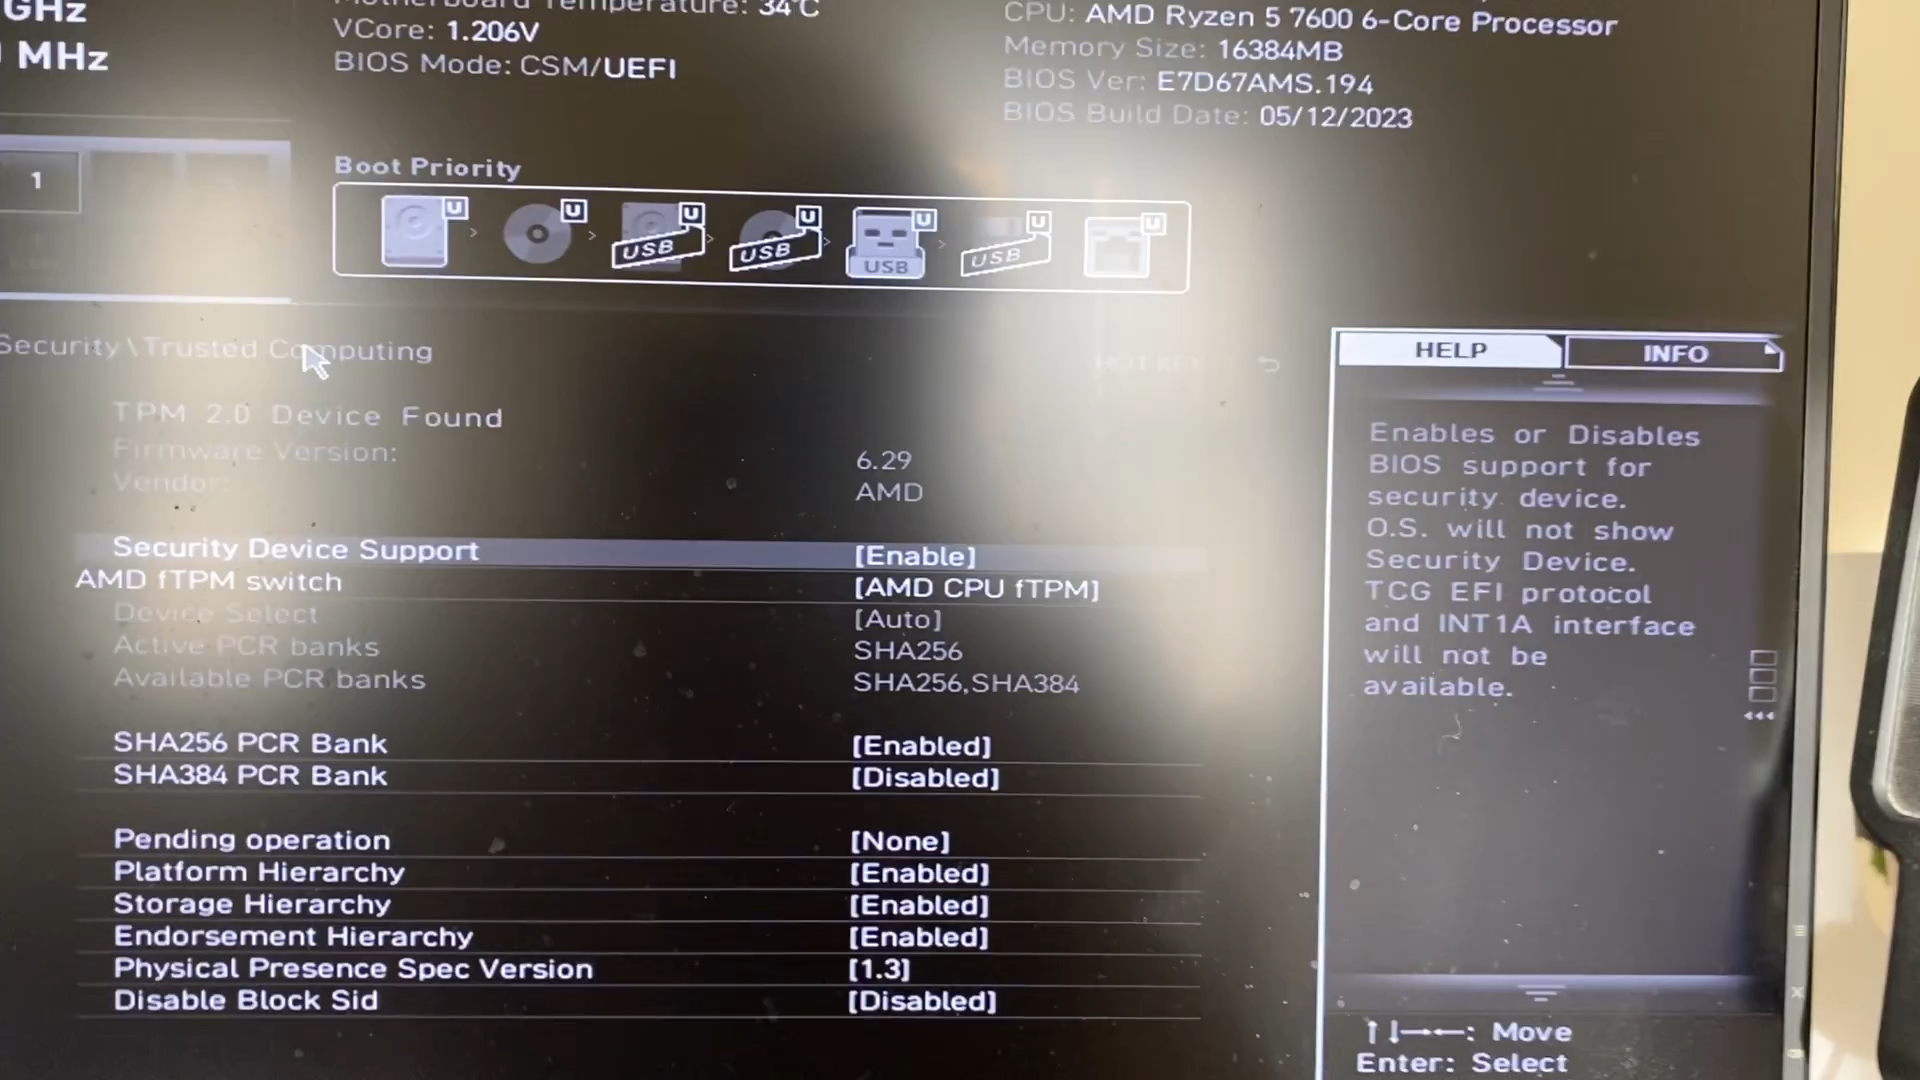 GHz
MHz
Motherboard Temperature: 34°C
VCore: 1.206V
BIOS Mode: CSM/UEFI
CPU: AMD Ryzen 5 7600 6-Core Processor
Memory Size: 16384MB
BIOS Ver: E7D67AMS.194
BIOS Build Date: 05/12/2023
1
Boot Priority
U U U U U U U
USB USB USB USB
Security\Trusted Computing
HOT KEY
HELP INFO
TPM 2.0 Device Found
Firmware Version: 6.29
Vendor: AMD
Security Device Support [Enable]
AMD fTPM switch [AMD CPU fTPM]
Device Select [Auto]
Active PCR banks SHA256
Available PCR banks SHA256,SHA384
SHA256 PCR Bank [Enabled]
SHA384 PCR Bank [Disabled]
Pending operation [None]
Platform Hierarchy [Enabled]
Storage Hierarchy [Enabled]
Endorsement Hierarchy [Enabled]
Physical Presence Spec Version [1.3]
Disable Block Sid [Disabled]
Enables or Disables
BIOS support for
security device.
O.S. will not show
Security Device.
TCG EFI protocol
and INT1A interface
will not be
available.
↑↓→←: Move
Enter: Select